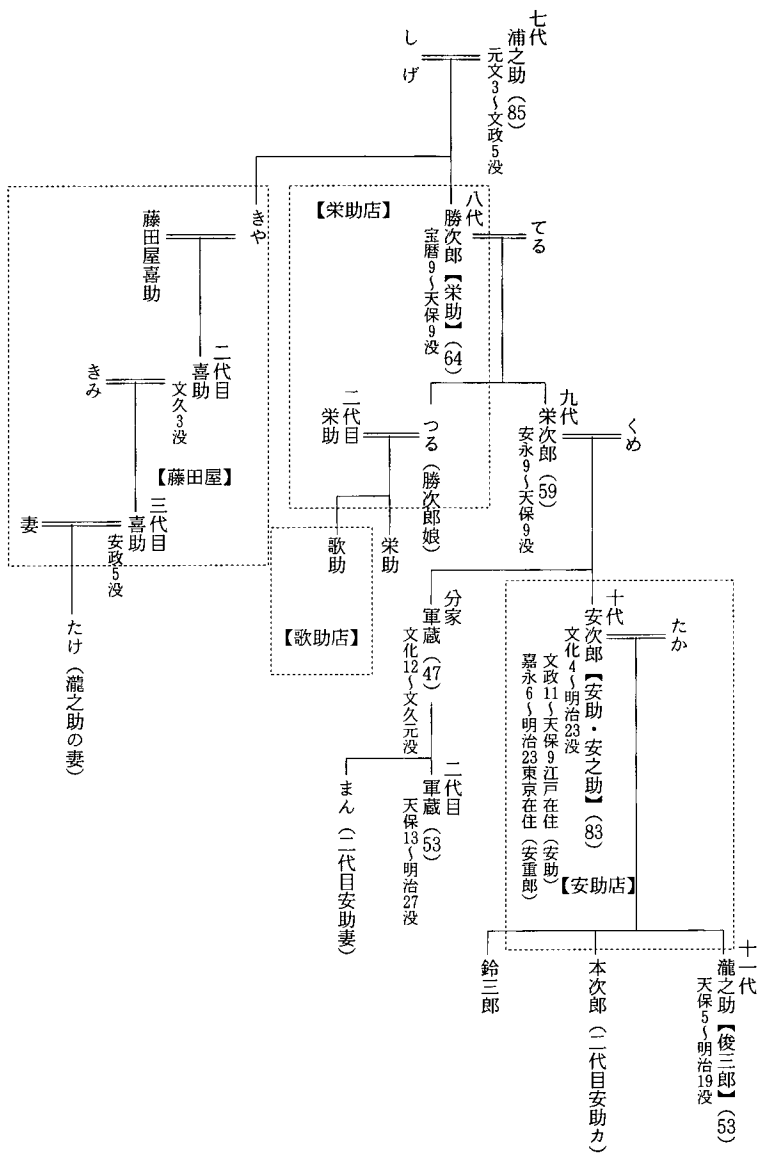 七代
浦之助（85）
元文3～文政5没
しげ
きや
藤田屋喜助
二代目
喜助
文久3没
きみ
【藤田屋】
三代目
喜助
安政5没
妻
たけ（瀧之助の妻）
【栄助店】
八代
勝次郎【栄助】（64）
宝暦9～天保9没
てる
つる（勝次郎娘）
二代目
栄助
栄助
歌助
【歌助店】
九代
栄次郎（59）
安永9～天保9没
くめ
分家
軍蔵（47）
文化12～文久元没
二代目
軍蔵（53）
天保13～明治27没
まん（二代目安助妻）
十代
安次郎【安助・安之助】（83）
文化4～明治23没
文政11～天保9江戸在住（安助）
嘉永6～明治23東京在住（安重郎）
たか
【安助店】
十一代
瀧之助【俊三郎】（53）
天保5～明治19没
本次郎（二代目安助カ）
鈴三郎